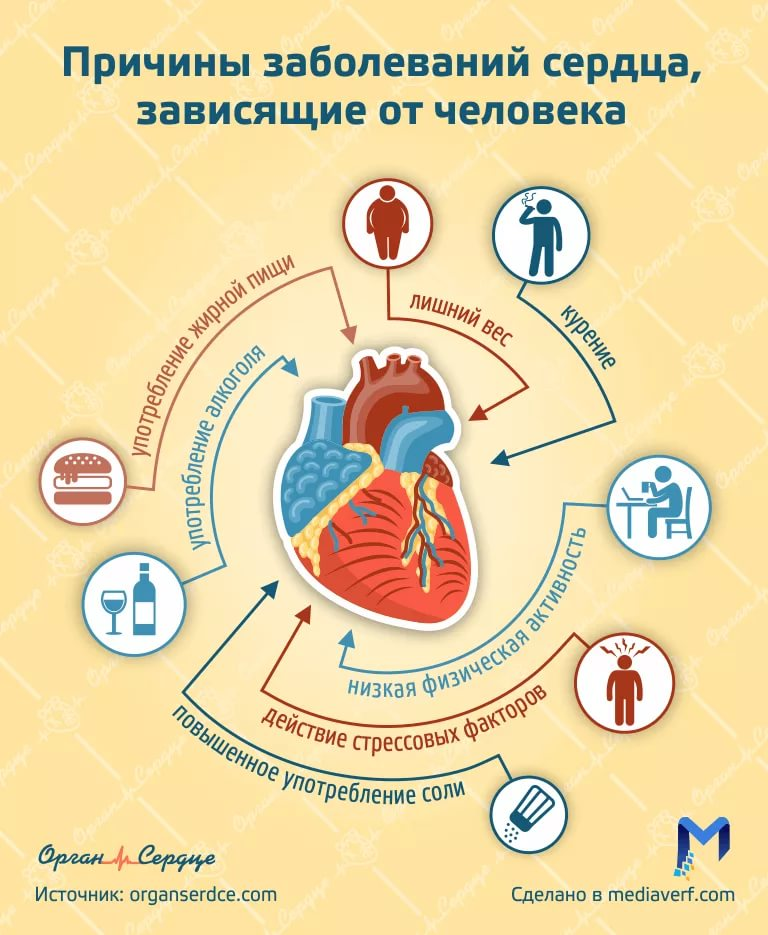 Причины заболеваний сердца,
зависящие от человека
лишний вес
курение
употребление жирной пищи
употребление алкоголя
низкая физическая активность
действие стрессовых факторов
повышенное употребление соли
Орган Сердце
Источник: organserdce.com
Сделано в mediaverf.com